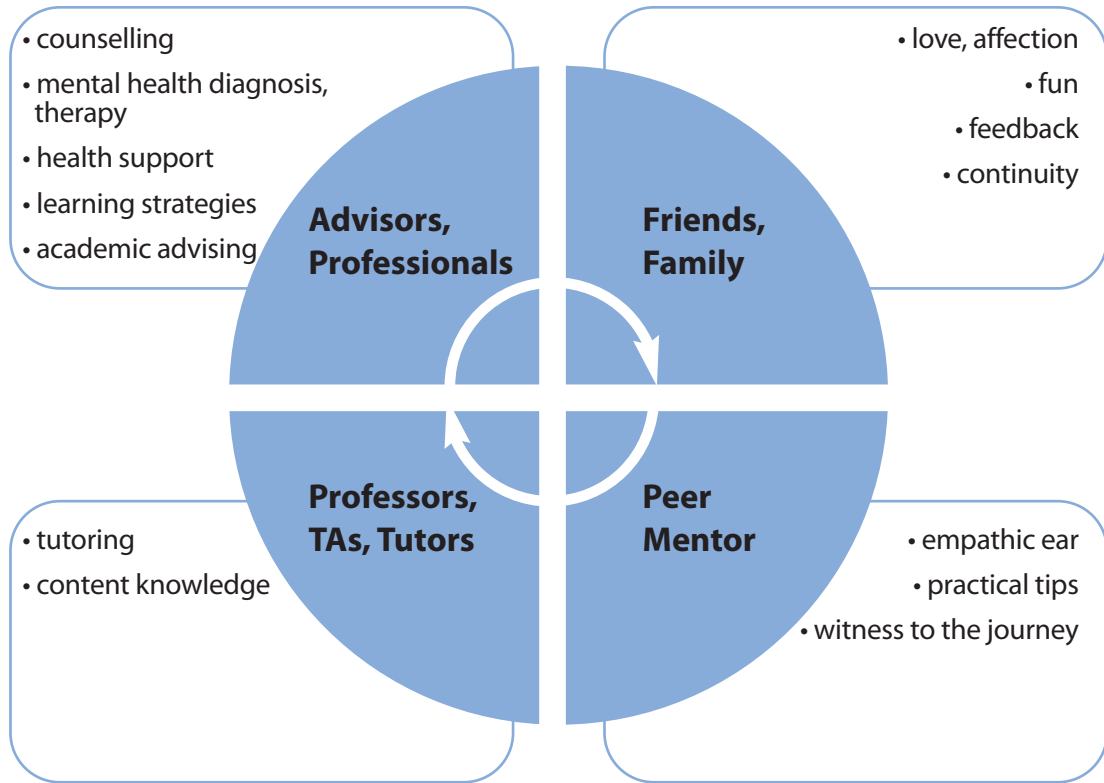 • counselling
• mental health diagnosis,
therapy
• health support
• learning strategies
• academic advising
Advisors,
Professionals
• love, affection
• fun
• feedback
• continuity
Friends,
Family
• tutoring
• content knowledge
Professors,
TAs, Tutors
Peer
Mentor
• empathic ear
• practical tips
• witness to the journey